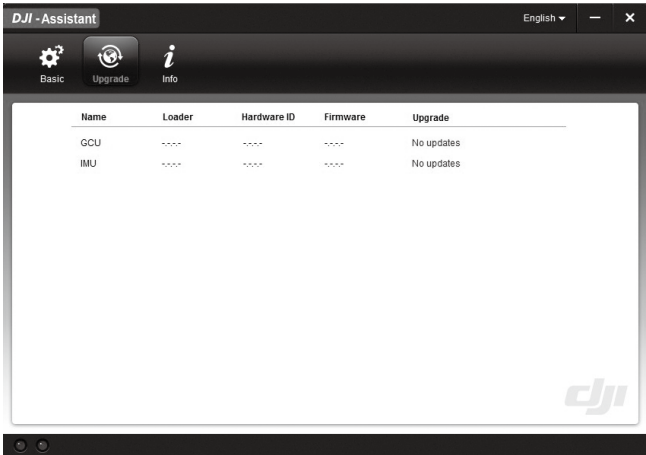 DJI - Assistant English
Basic Upgrade Info
Name Loader Hardware ID Firmware Upgrade
GCU -.-.-.- -.-.-.- -.-.-.- No updates
IMU -.-.-.- -.-.-.- -.-.-.- No updates
dji